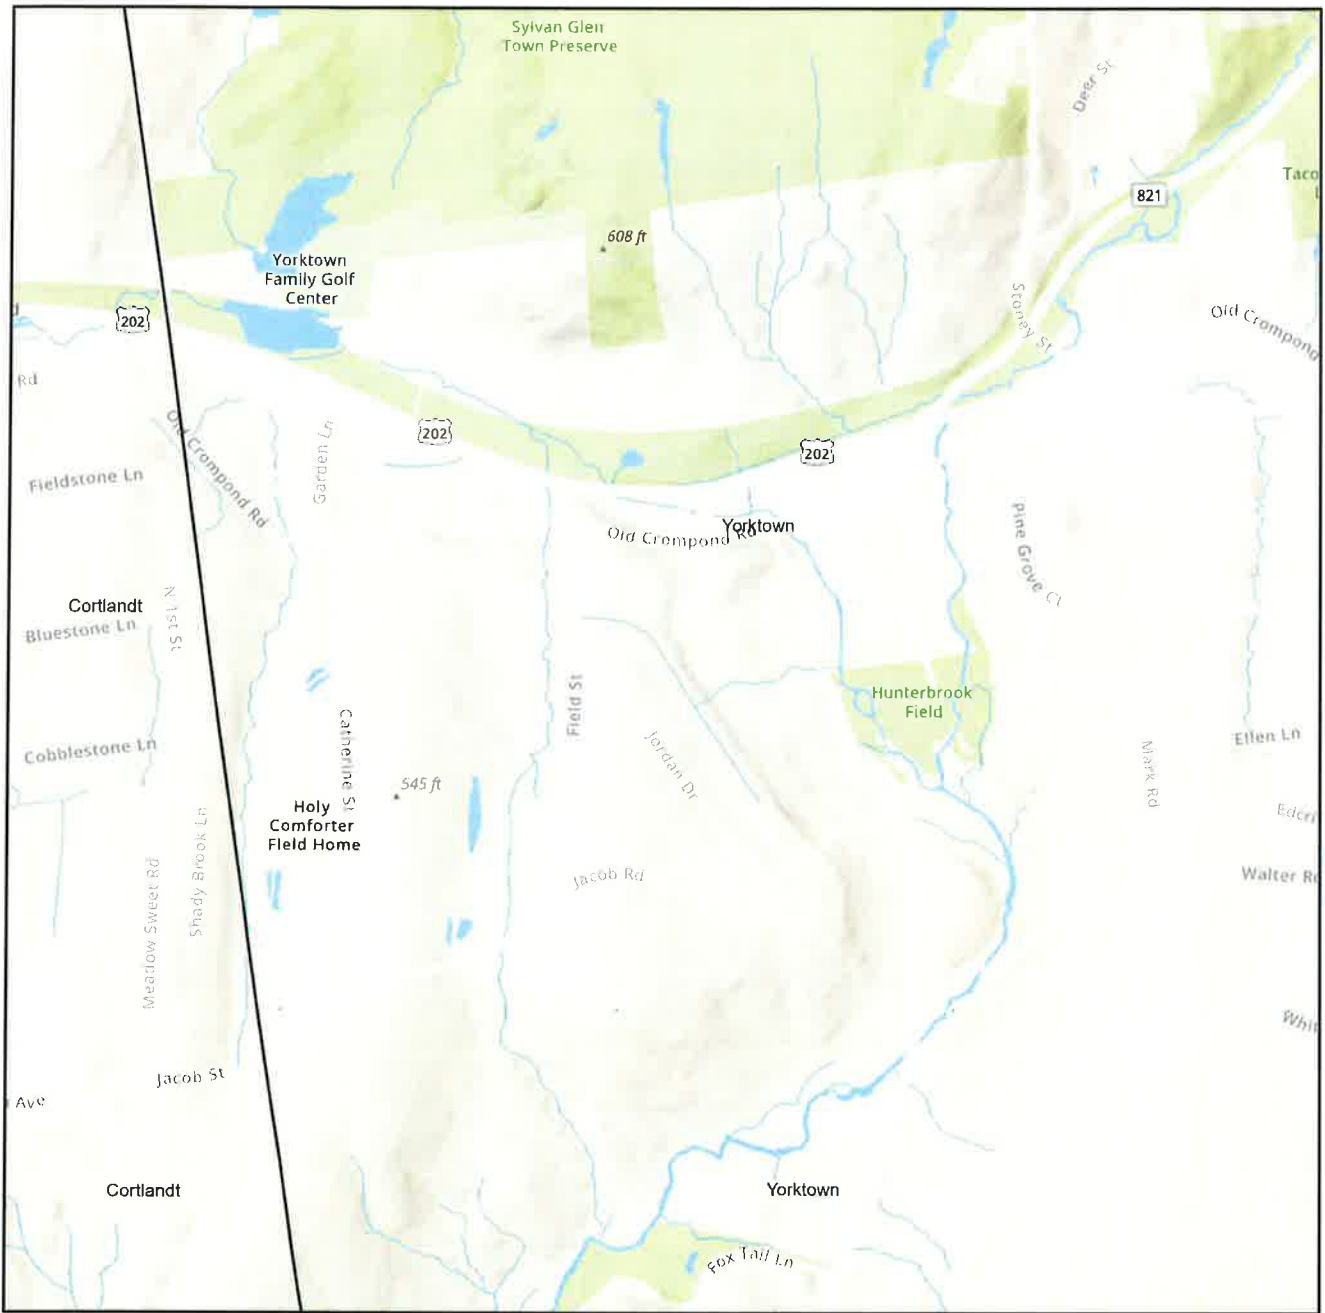 Sylvan Glen
Town Preserve
Deer St
821
Taco
608 ft
Yorktown
Family Golf
Center
202
Stoney St
Old Crompond
Rd
202
202
Old Crompond Rd
Garden Ln
Fieldstone Ln
Old Crompond Rd
Yorktown
Pine Grove Ct
Cortlandt
N 1st St
Bluestone Ln
Hunterbrook
Field
Field St
Catherine St
Jordan Dr
Cobblestone Ln
Ellen Ln
Mark Rd
545 ft
Holy
Comforter
Field Home
Shady Brook Ln
Meadow Sweet Rd
Jacob Rd
Walter Rd
Whit
Jacob St
Ave
Cortlandt
Yorktown
Fox Tail Ln